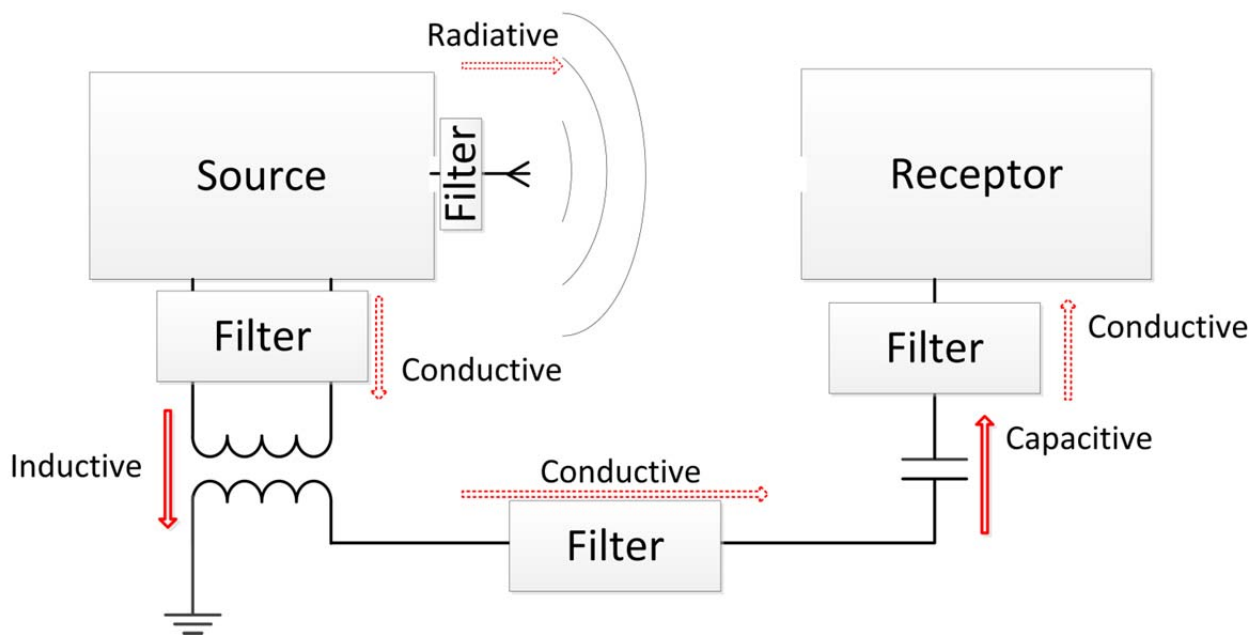 Radiative
Source
Filter
Receptor
Filter
Conductive
Filter
Conductive
Inductive
Conductive
Capacitive
Filter